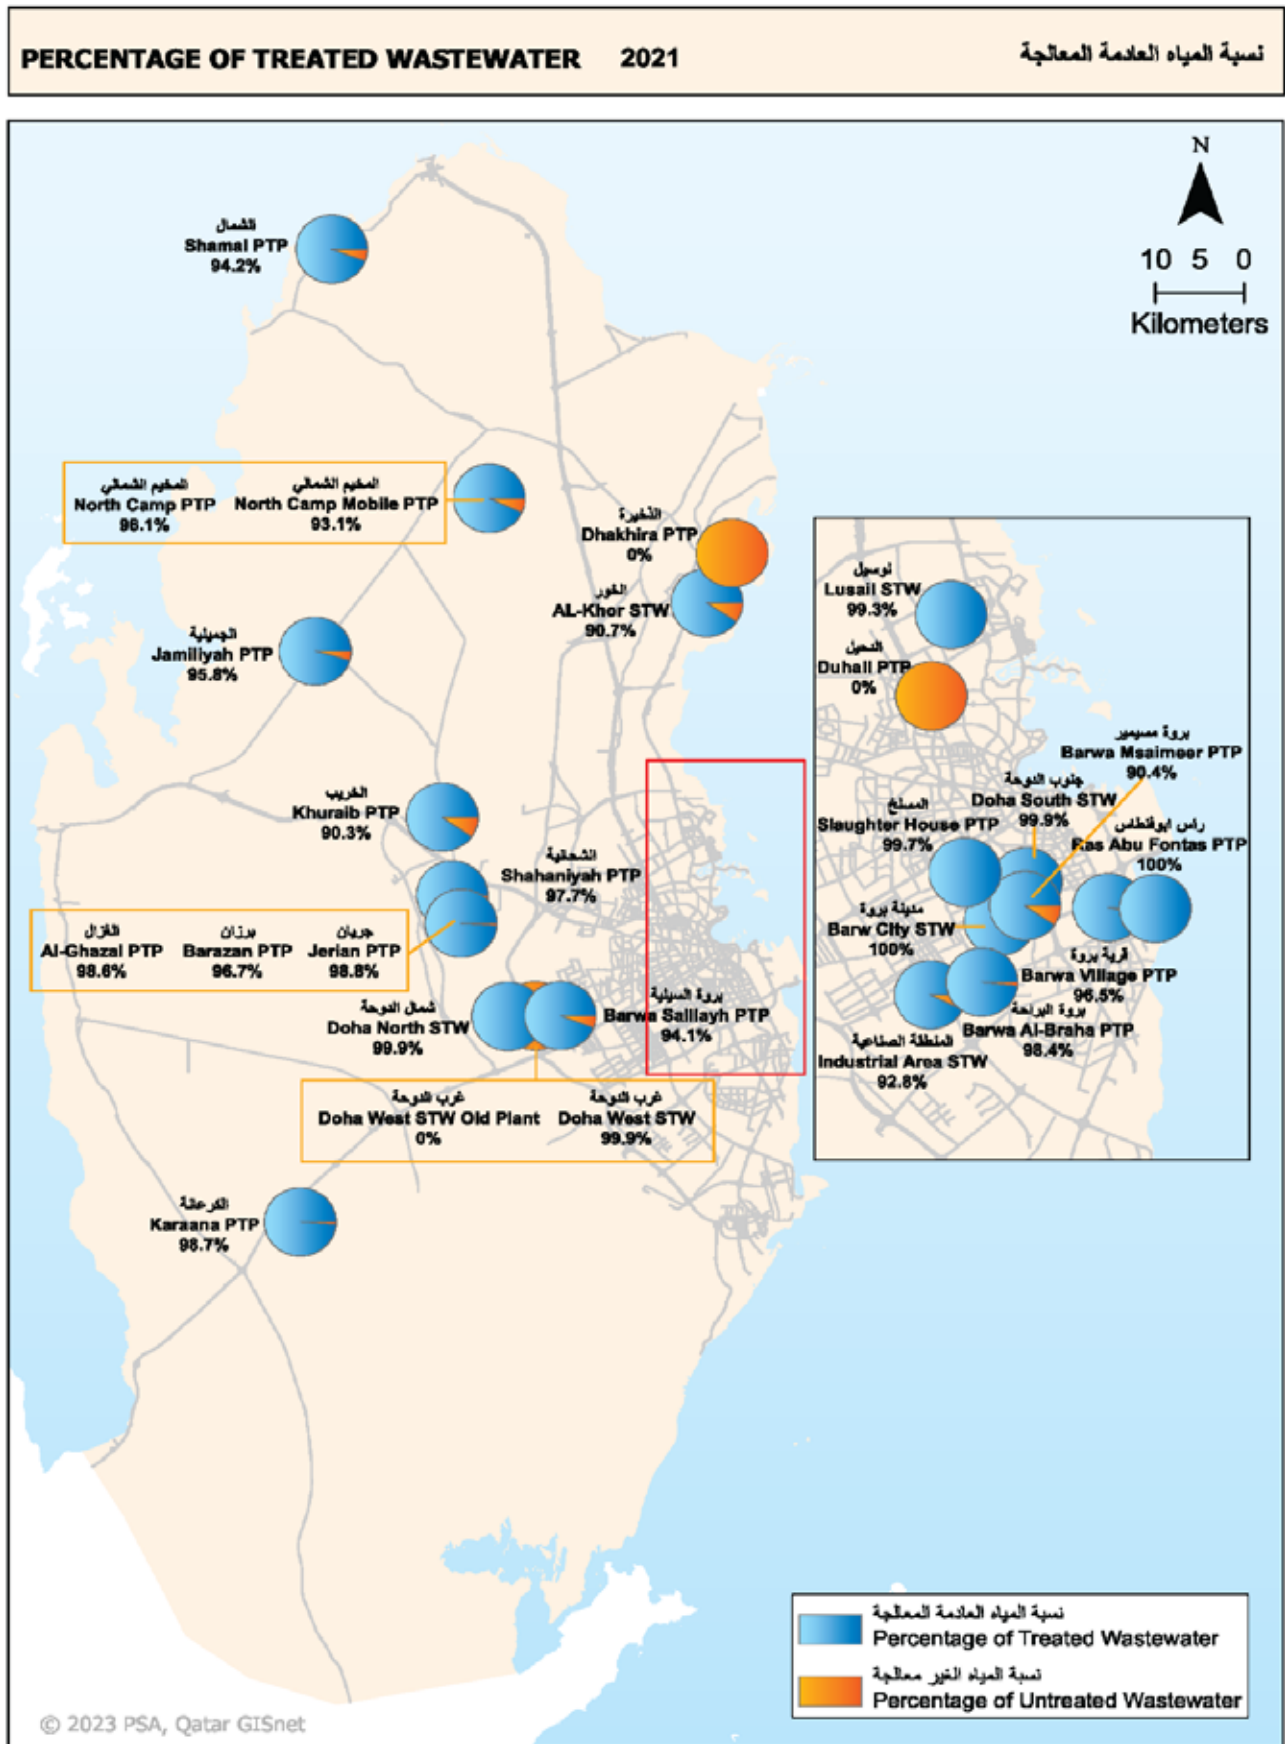 PERCENTAGE OF TREATED WASTEWATER 2021
نسبة المياه العادمة المعالجة
N
10 5 0
Kilometers
الشمال
Shamal PTP
94.2%
المخيم الشمالي
North Camp PTP
96.1%
المخيم الشمالي
North Camp Mobile PTP
93.1%
الذخيرة
Dhakhira PTP
0%
الخور
AL-Khor STW
90.7%
الجميلية
Jamiliyah PTP
95.8%
الخريب
Khuraib PTP
90.3%
الشحانية
Shahaniyah PTP
97.7%
الغزال
Al-Ghazal PTP
98.6%
برزان
Barazan PTP
96.7%
جريان
Jerian PTP
98.8%
شمال الدوحة
Doha North STW
99.9%
بروة السيلية
Barwa Salilayh PTP
94.1%
غرب الدوحة
Doha West STW Old Plant
0%
غرب الدوحة
Doha West STW
99.9%
الكرعانة
Karaana PTP
98.7%
لوسيل
Lusail STW
99.3%
الدحيل
Duhail PTP
0%
بروة مسيمير
Barwa Msaimeer PTP
90.4%
جنوب الدوحة
Doha South STW
99.9%
المسلخ
Slaughter House PTP
99.7%
راس ابوفنطاس
Ras Abu Fontas PTP
100%
مدينة بروة
Barw City STW
100%
قرية بروة
Barwa Village PTP
96.5%
بروة البراحة
Barwa Al-Braha PTP
98.4%
المنطقة الصناعية
Industrial Area STW
92.8%
نسبة المياه العادمة المعالجة
Percentage of Treated Wastewater
نسبة المياه الغير معالجة
Percentage of Untreated Wastewater
© 2023 PSA, Qatar GISnet